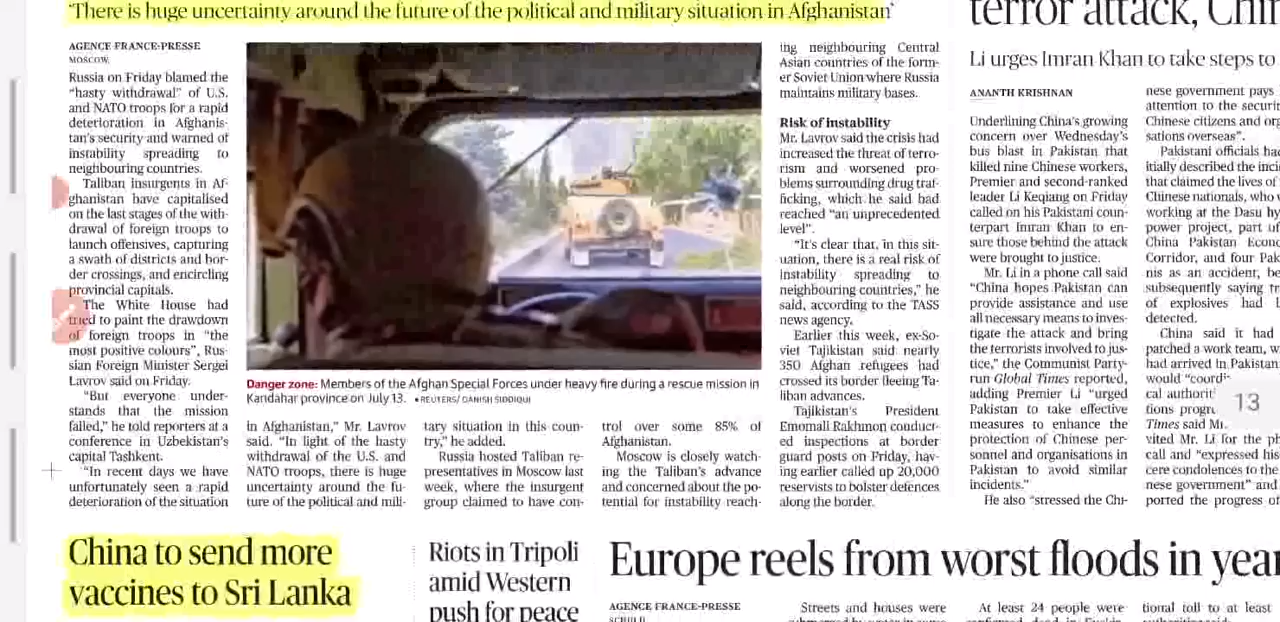 'There is huge uncertainty around the future of the political and military situation in Afghanistan'
AGENCE FRANCE-PRESSE
MOSCOW
Russia on Friday blamed the
"hasty withdrawal" of U.S.
and NATO troops for a rapid
deterioration in Afghanis-
tan's security and warned of
instability spreading to
neighbouring countries.
Taliban insurgents in Af-
ghanistan have capitalised
on the last stages of the with-
drawal of foreign troops to
launch offensives, capturing
a swath of districts and bor-
der crossings, and encircling
provincial capitals.
The White House had
tried to paint the drawdown
of foreign troops in "the
most positive colours", Rus-
sian Foreign Minister Sergei
Lavrov said on Friday.
"But everyone under-
stands that the mission
failed," he told reporters at a
conference in Uzbekistan's
capital Tashkent.
"In recent days we have
unfortunately seen a rapid
deterioration of the situation
Danger zone: Members of the Afghan Special Forces under heavy fire during a rescue mission in
Kandahar province on July 13. • REUTERS/ DANISH SIDDIQUI
in Afghanistan," Mr. Lavrov
said. "In light of the hasty
withdrawal of the U.S. and
NATO troops, there is huge
uncertainty around the fu-
ture of the political and mili-
tary situation in this coun-
try," he added.
Russia hosted Taliban re-
presentatives in Moscow last
week, where the insurgent
group claimed to have con-
trol over some 85% of
Afghanistan.
Moscow is closely watch-
ing the Taliban's advance
and concerned about the po-
tential for instability reach-
ing neighbouring Central
Asian countries of the form-
er Soviet Union where Russia
maintains military bases.
Risk of instability
Mr. Lavrov said the crisis had
increased the threat of terro-
rism and worsened pro-
blems surrounding drug traf-
ficking, which he said had
reached "an unprecedented
level".
"It's clear that, in this sit-
uation, there is a real risk of
instability spreading to
neighbouring countries," he
said, according to the TASS
news agency.
Earlier this week, ex-So-
viet Tajikistan said nearly
350 Afghan refugees had
crossed its border fleeing Ta-
liban advances.
Tajikistan's President
Emomali Rakhmon conduct-
ed inspections at border
guard posts on Friday, hav-
ing earlier called up 20,000
reservists to bolster defences
along the border.
terror attack, Chin
Li urges Imran Khan to take steps to
ANANTH KRISHNAN
Underlining China's growing
concern over Wednesday's
bus blast in Pakistan that
killed nine Chinese workers,
Premier and second-ranked
leader Li Keqiang on Friday
called on his Pakistani coun-
terpart Imran Khan to en-
sure those behind the attack
were brought to justice.
Mr. Li in a phone call said
"China hopes Pakistan can
provide assistance and use
all necessary means to inves-
tigate the attack and bring
the terrorists involved to jus-
tice," the Communist Party-
run Global Times reported,
adding Premier Li "urged
Pakistan to take effective
measures to enhance the
protection of Chinese per-
sonnel and organisations in
Pakistan to avoid similar
incidents."
He also "stressed the Chi-
nese government pays
attention to the securit
Chinese citizens and org
sations overseas".
Pakistani officials had
itially described the inci
that claimed the lives of
Chinese nationals, who
working at the Dasu hy
power project, part of
China Pakistan Econo
Corridor, and four Pak
nis as an accident, be
subsequently saying tr
of explosives had
detected.
China said it had
patched a work team, w
had arrived in Pakistan
would "coordi
cal authorit
tions progre
Times said Mr.
vited Mr. Li for the ph
call and "expressed his
cere condolences to the
nese government" and
ported the progress of
13
China to send more
vaccines to Sri Lanka
Riots in Tripoli
amid Western
push for peace
Europe reels from worst floods in year
AGENCE FRANCE-PRESSE
Streets and houses were
At least 24 people were
tional toll to at least